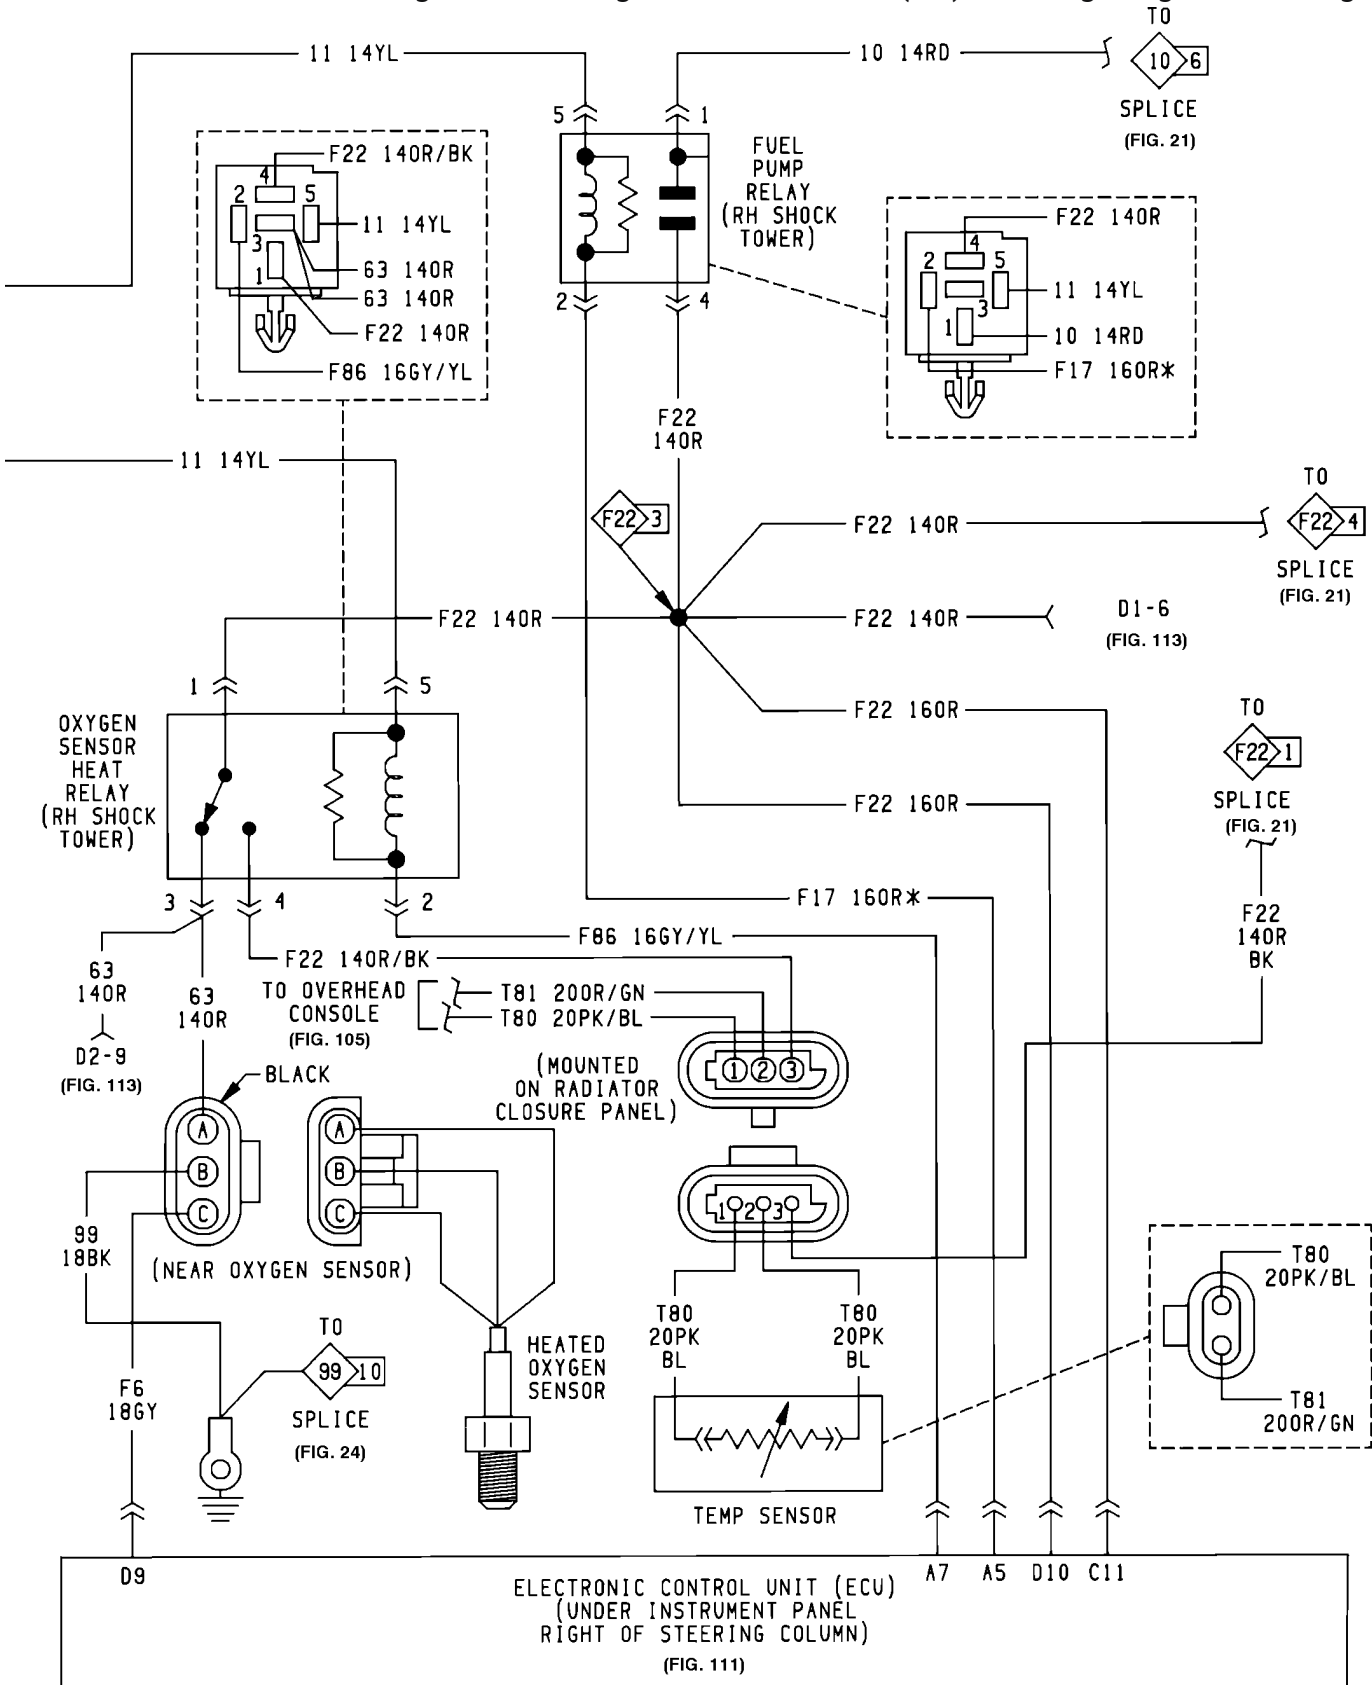 TO
11 14YL
10 14RD
10 6
5
1
SPLICE
(FIG. 21)
FUEL
PUMP
RELAY
(RH SHOCK
TOWER)
F22 14OR/BK
4
2 5
11 14YL
3
63 14OR
1
63 14OR
F22 14OR
F86 16GY/YL
F22 14OR
4
2 5
11 14YL
3
1
10 14RD
F17 16OR*
2
4
F22
14OR
11 14YL
TO
F22 3
F22 14OR
F22 4
SPLICE
(FIG. 21)
F22 14OR
F22 14OR
D1-6
(FIG. 113)
1
5
F22 16OR
TO
F22 1
SPLICE
(FIG. 21)
OXYGEN
SENSOR
HEAT
RELAY
(RH SHOCK
TOWER)
F22 16OR
3
4
2
F17 16OR*
F22
14OR
BK
F86 16GY/YL
F22 14OR/BK
63
14OR
63
14OR
TO OVERHEAD
CONSOLE
(FIG. 105)
T81 20OR/GN
T80 20PK/BL
D2-9
(FIG. 113)
BLACK
(MOUNTED
ON RADIATOR
CLOSURE PANEL)
1 2 3
A
B
C
A
B
C
1 2 3
99
18BK
(NEAR OXYGEN SENSOR)
T80
20PK/BL
T81
20OR/GN
T80
20PK
BL
T80
20PK
BL
TO
99 10
SPLICE
(FIG. 24)
HEATED
OXYGEN
SENSOR
F6
18GY
TEMP SENSOR
D9
A7 A5 D10 C11
ELECTRONIC CONTROL UNIT (ECU)
(UNDER INSTRUMENT PANEL
RIGHT OF STEERING COLUMN)
(FIG. 111)